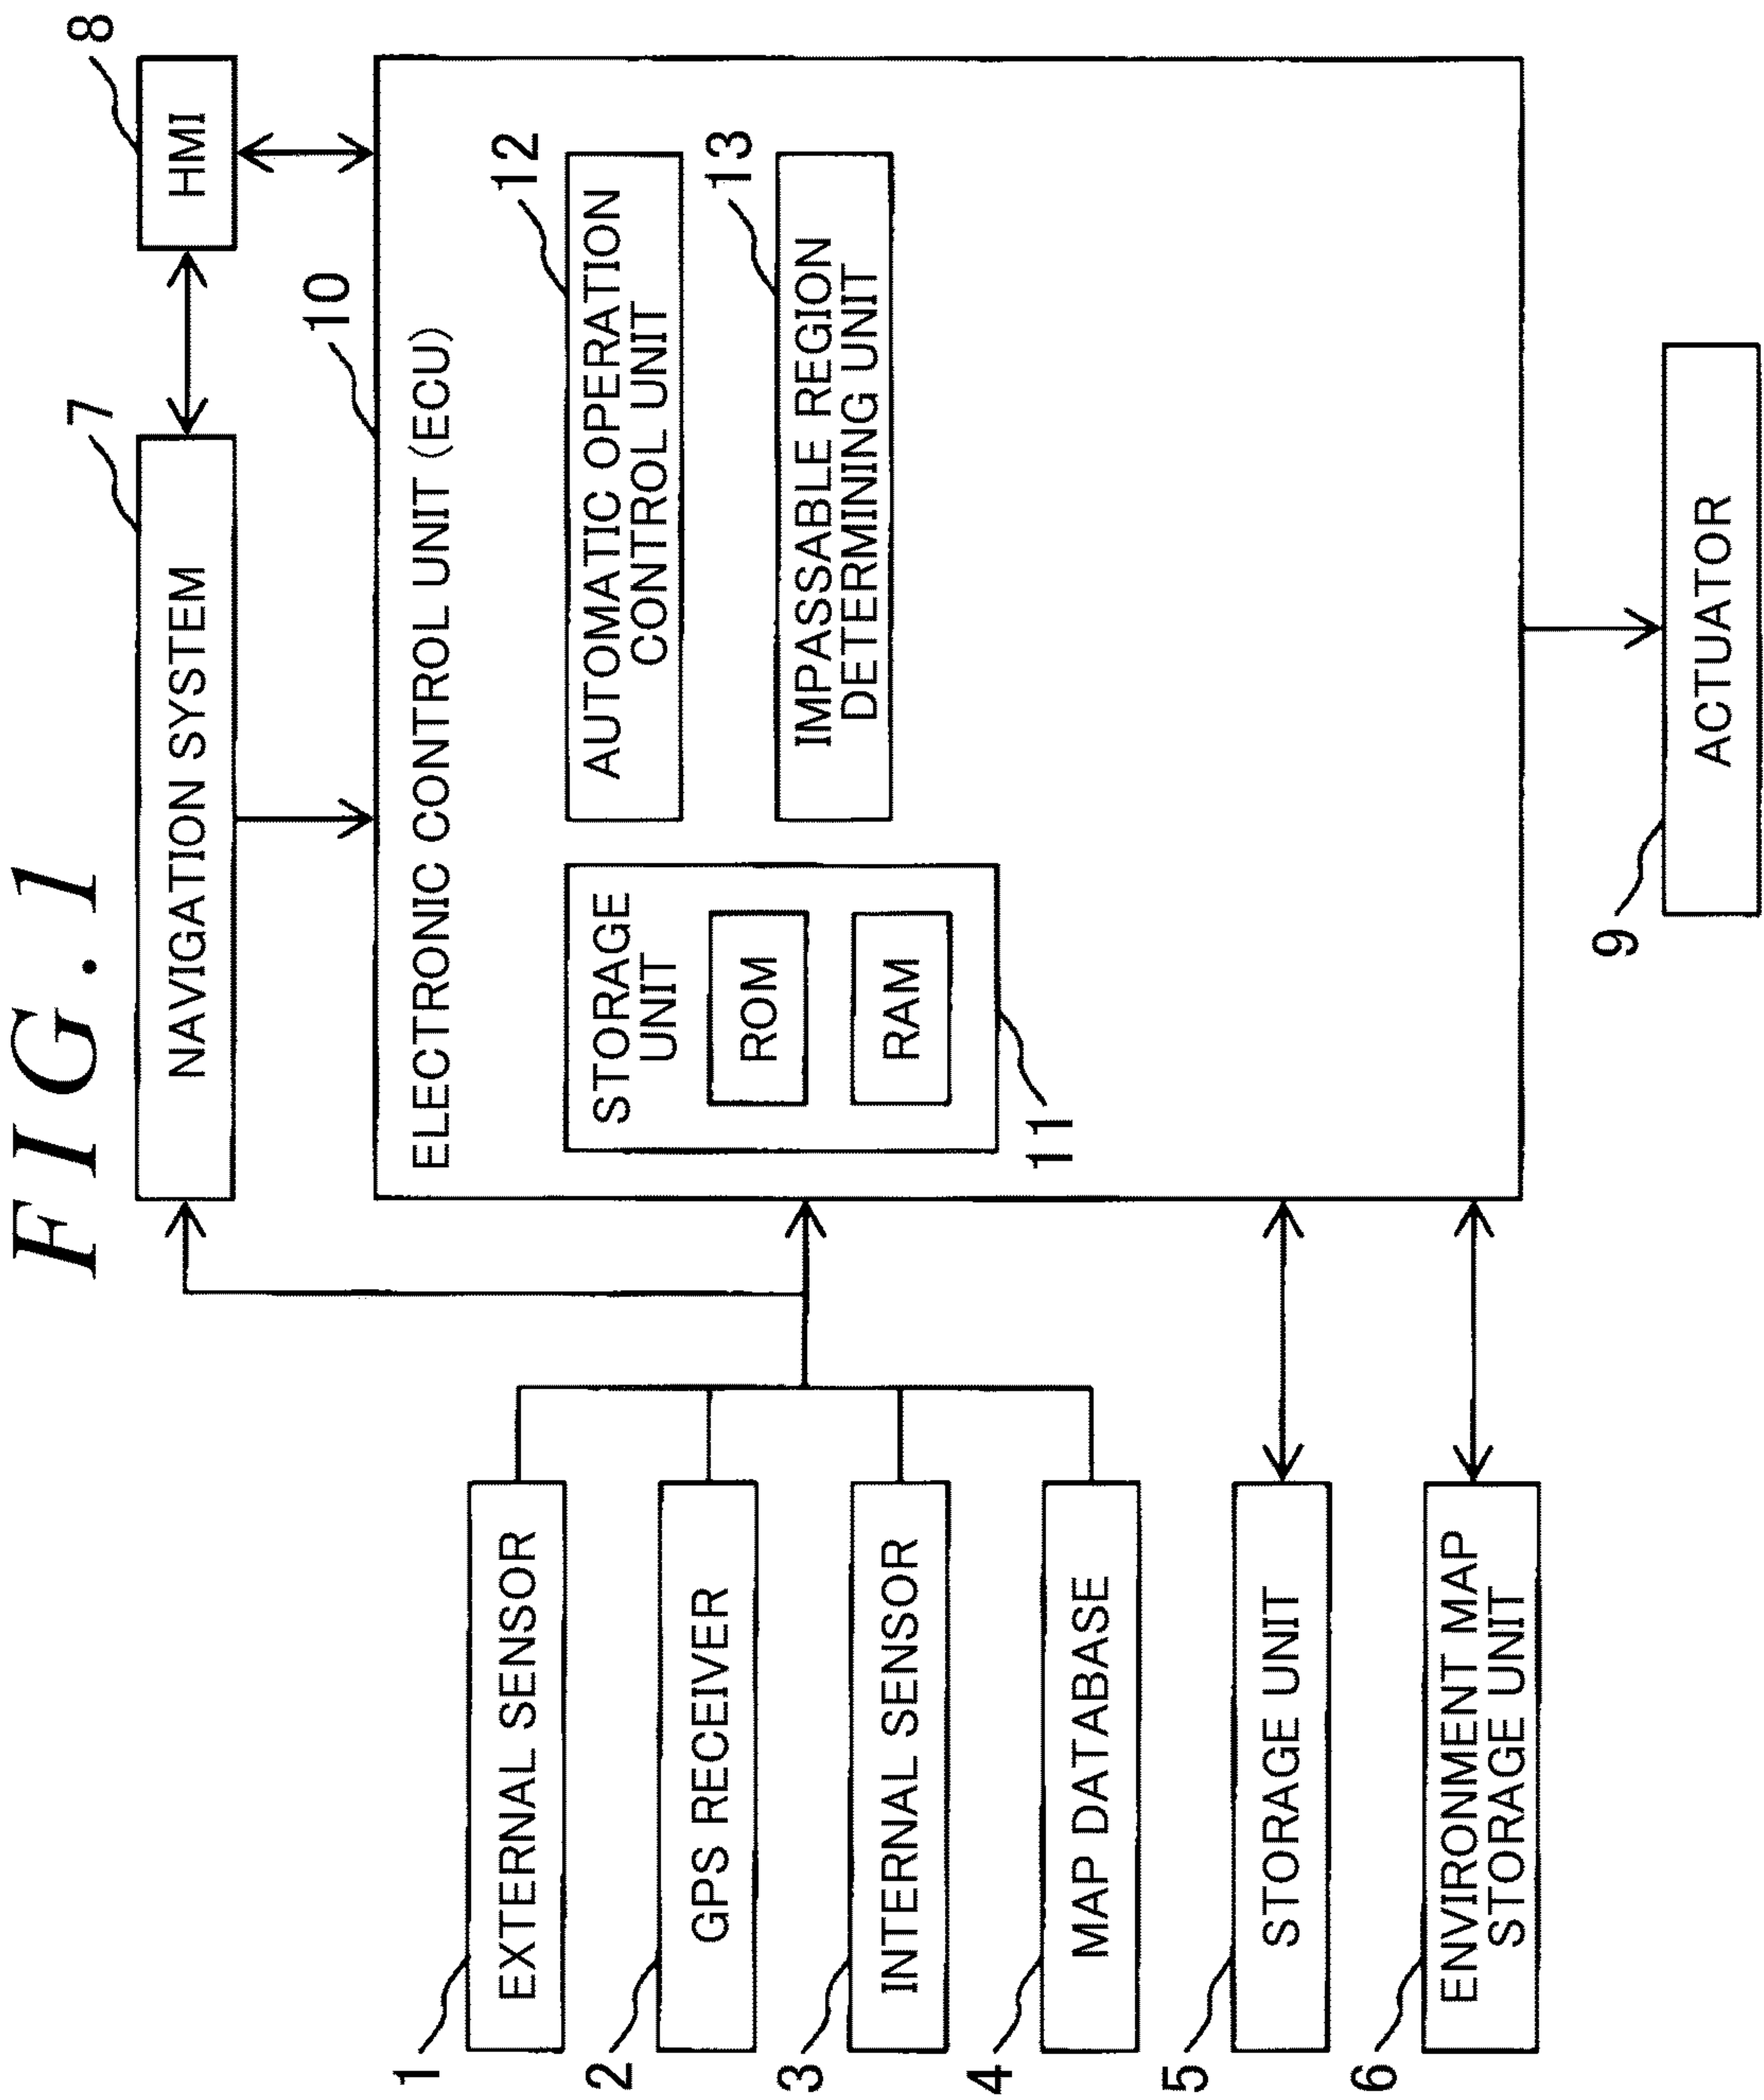 FIG. 1
7
8
NAVIGATION SYSTEM
HMI
10
ELECTRONIC CONTROL UNIT (ECU)
1
EXTERNAL SENSOR
2
GPS RECEIVER
3
INTERNAL SENSOR
4
MAP DATABASE
5
STORAGE UNIT
6
ENVIRONMENT MAP
STORAGE UNIT
STORAGE
UNIT
ROM
RAM
11
12
AUTOMATIC OPERATION
CONTROL UNIT
13
IMPASSABLE REGION
DETERMINING UNIT
9
ACTUATOR